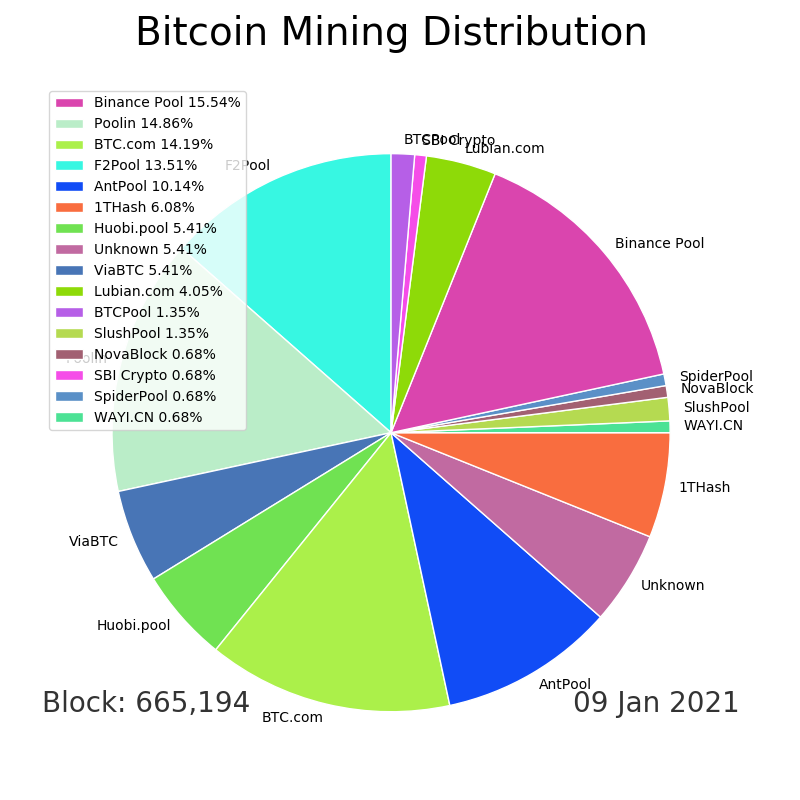 Bitcoin Mining Distribution
Binance Pool 15.54%
Poolin 14.86%
BTC.com 14.19%
F2Pool 13.51%
AntPool 10.14%
1THash 6.08%
Huobi.pool 5.41%
Unknown 5.41%
ViaBTC 5.41%
Lubian.com 4.05%
BTCPool 1.35%
SlushPool 1.35%
NovaBlock 0.68%
SBI Crypto 0.68%
SpiderPool 0.68%
WAYI.CN 0.68%
BTCPool
SBI Crypto
Lubian.com
F2Pool
Binance Pool
Poolin
SpiderPool
NovaBlock
SlushPool
WAYI.CN
1THash
ViaBTC
Unknown
Huobi.pool
AntPool
BTC.com
Block: 665,194
09 Jan 2021